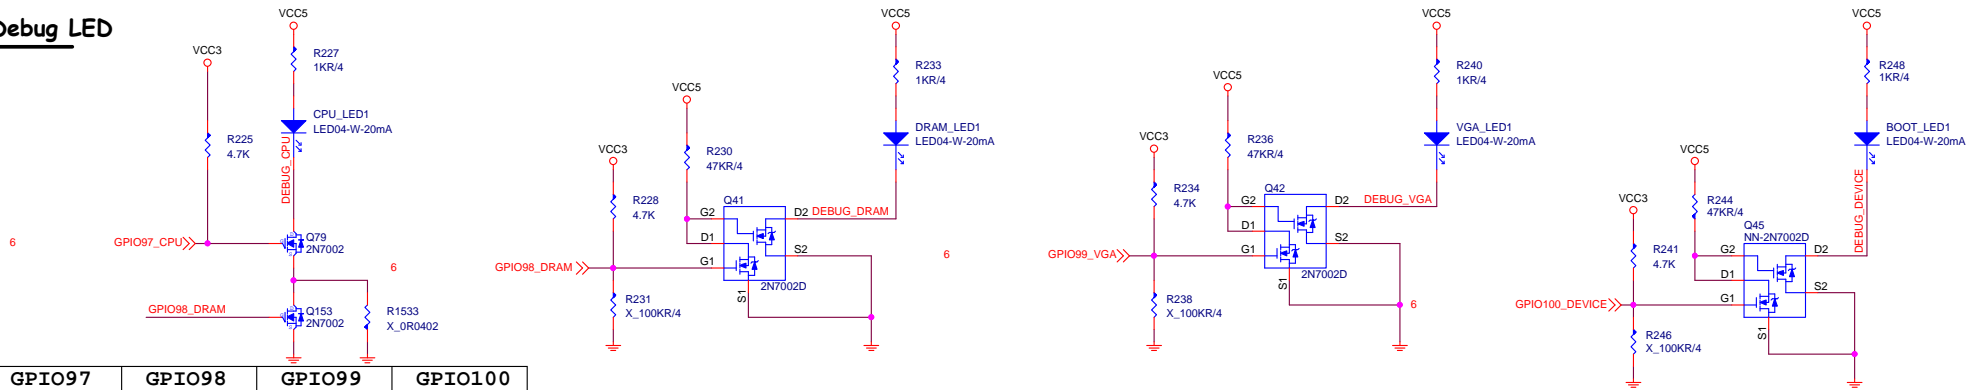 Debug LED
VCC5
VCC3
R227
1KR/4
CPU_LED1
LED04-W-20mA
R225
4.7K
DEBUG_CPU
6
GPIO97_CPU
Q79
2N7002
6
GPIO98_DRAM
Q153
2N7002
R1533
X_0R0402
VCC5
R233
1KR/4
VCC5
DRAM_LED1
LED04-W-20mA
R230
47KR/4
VCC3
R228
4.7K
Q41
G2
D2
DEBUG_DRAM
D1
S2
GPIO98_DRAM
G1
S1
2N7002D
R231
X_100KR/4
6
VCC5
R240
1KR/4
VCC5
VGA_LED1
LED04-W-20mA
R236
47KR/4
VCC3
R234
4.7K
Q42
G2
D2
DEBUG_VGA
D1
S2
GPIO99_VGA
G1
S1
2N7002D
R238
X_100KR/4
6
VCC5
R248
1KR/4
BOOT_LED1
LED04-W-20mA
VCC5
R244
47KR/4
DEBUG_DEVICE
VCC3
R241
4.7K
Q45
NN-2N7002D
G2
D2
D1
S2
GPIO100_DEVICE
G1
S1
R246
X_100KR/4
GPIO97 GPIO98 GPIO99 GPIO100